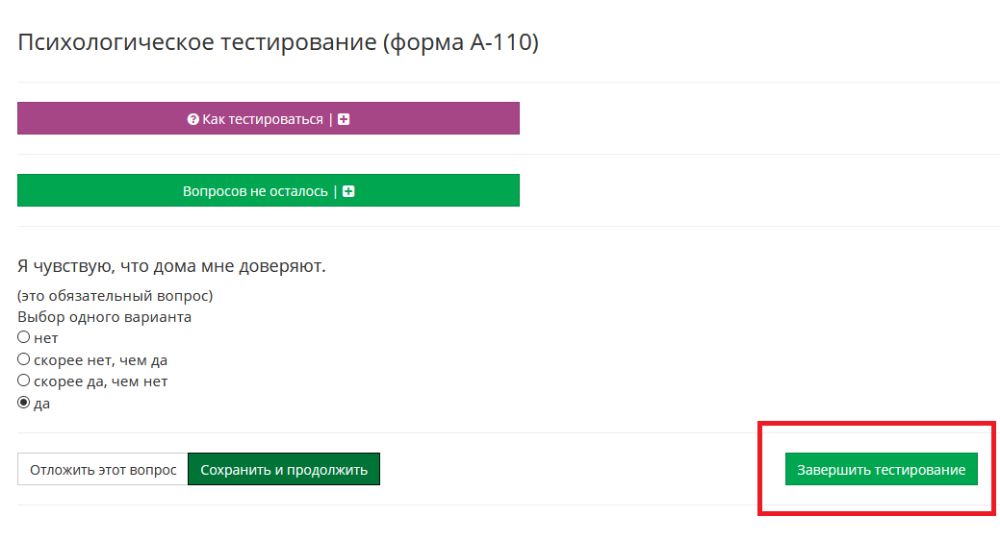 Психологическое тестирование (форма А-110)
Как тестироваться |
Вопросов не осталось |
Я чувствую, что дома мне доверяют.
(это обязательный вопрос)
Выбор одного варианта
нет
скорее нет, чем да
скорее да, чем нет
да
Отложить этот вопрос Сохранить и продолжить Завершить тестирование